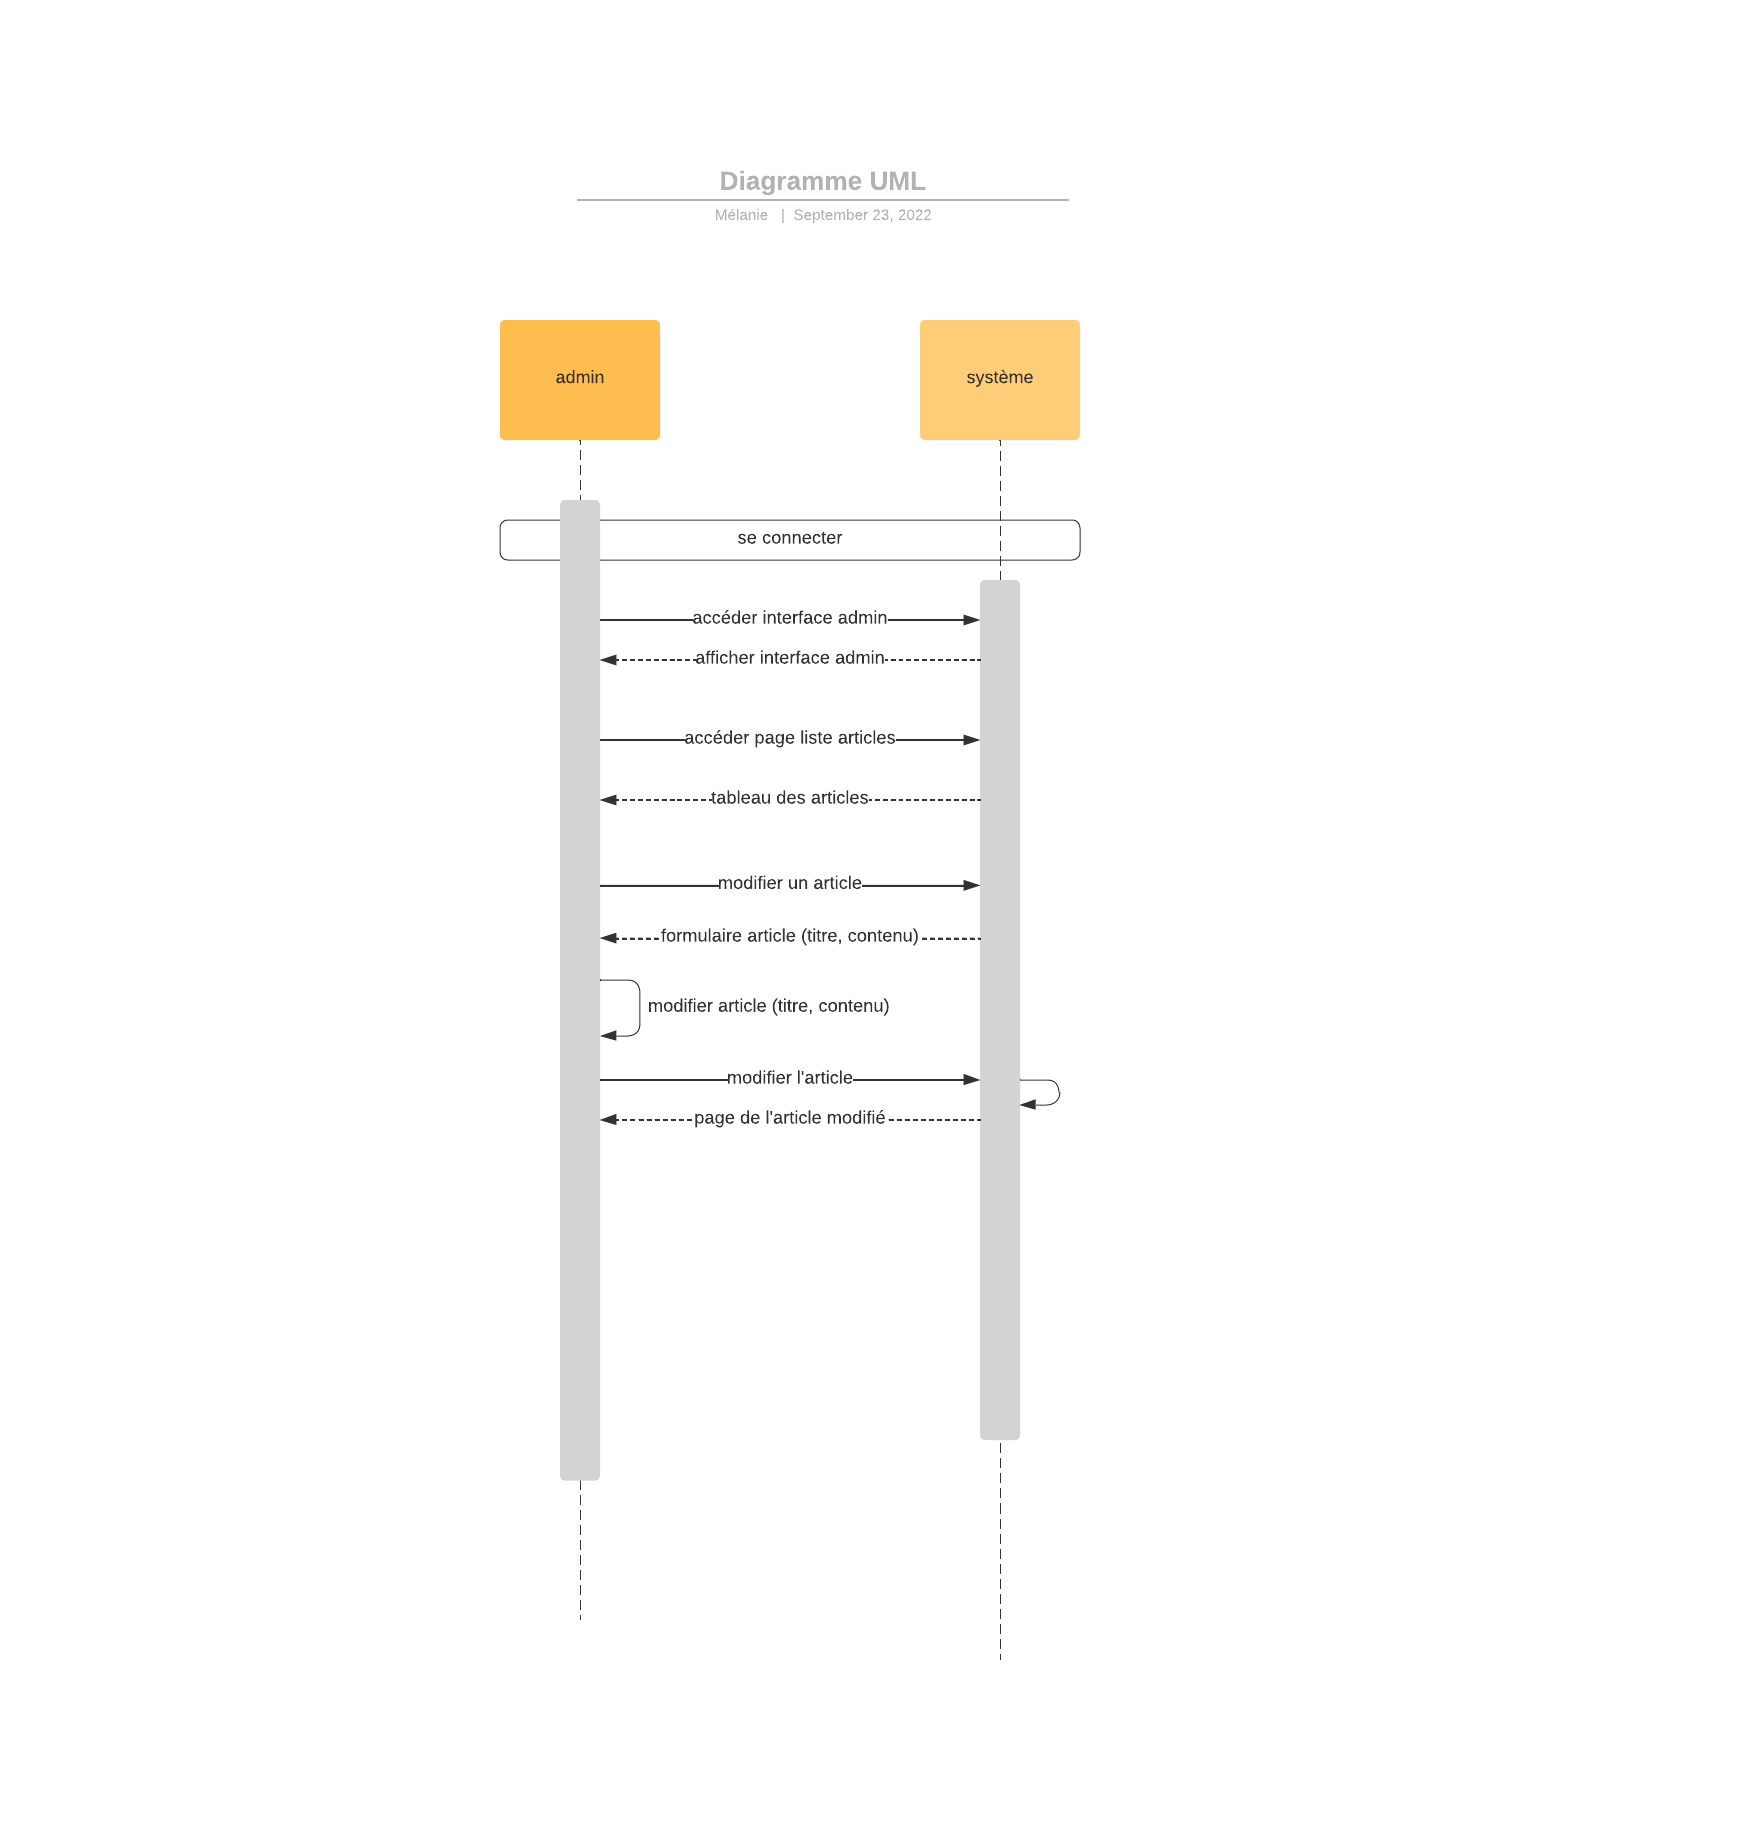 Diagramme UML
Mélanie | September 23, 2022
admin
système
se connecter
accéder interface admin
afficher interface admin
accéder page liste articles
tableau des articles
modifier un article
formulaire article (titre, contenu)
modifier article (titre, contenu)
modifier l'article
page de l'article modifié